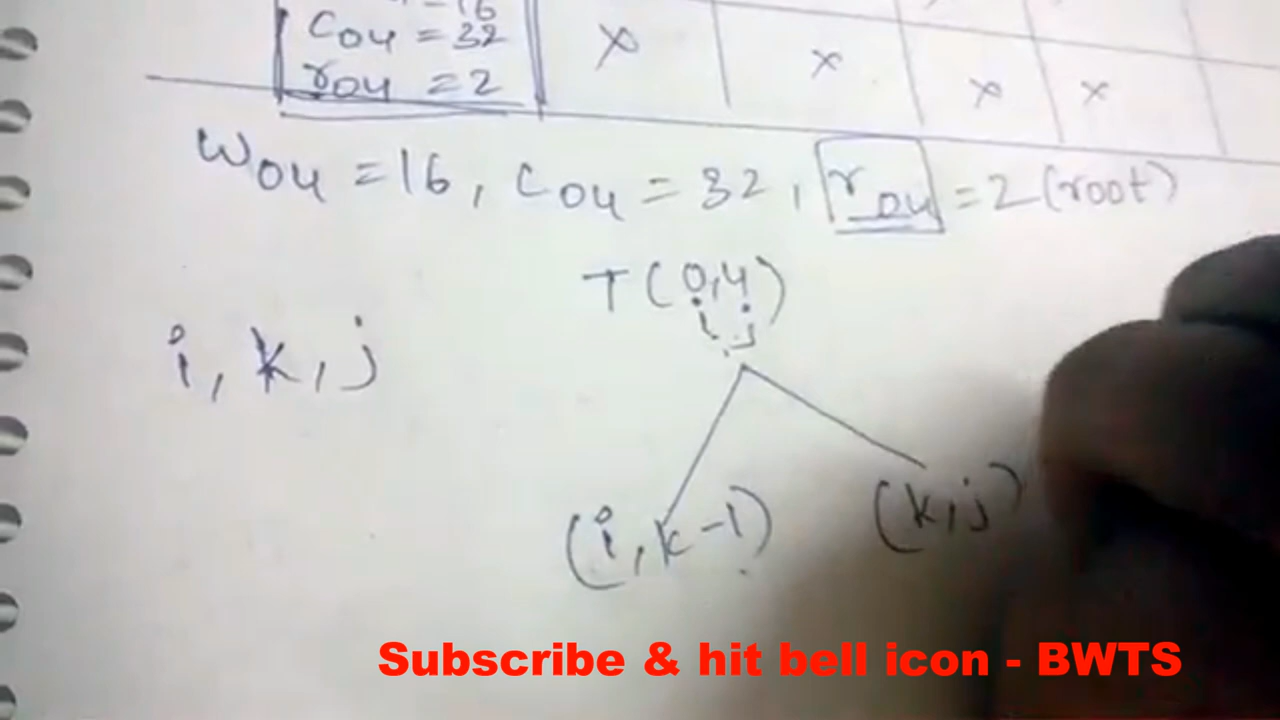 = 16
C04 = 32
r04 = 2
x x x x
W04 = 16, C04 = 32, r04 = 2 (root)
T (0,4)
i j
i, k, j
(i, k-1) (k, j)
Subscribe & hit bell icon - BWTS